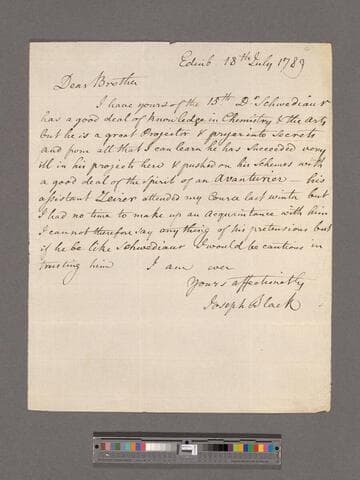 Edinb. 18th July 1789
Dear Brother
I have yours of the 15th Dr Schwediaur
has a good deal of Knowledge in Chemistry & the Arts
but he is a great Projector & pryer into Secrets
and from all that I can learn he has succeeded very
ill in his projects here & pushed on his Schemes with
a good deal of the Spirit of an Avanturier — his
assistant Zeirer attended my Course last winter but
I had no time to make up an Acquaintance with him
I cannot therefore say any thing of his pretensions but
if he be like Schwediaur I would be cautious in
trusting him I am ever
Yours affectionatly
Joseph Black